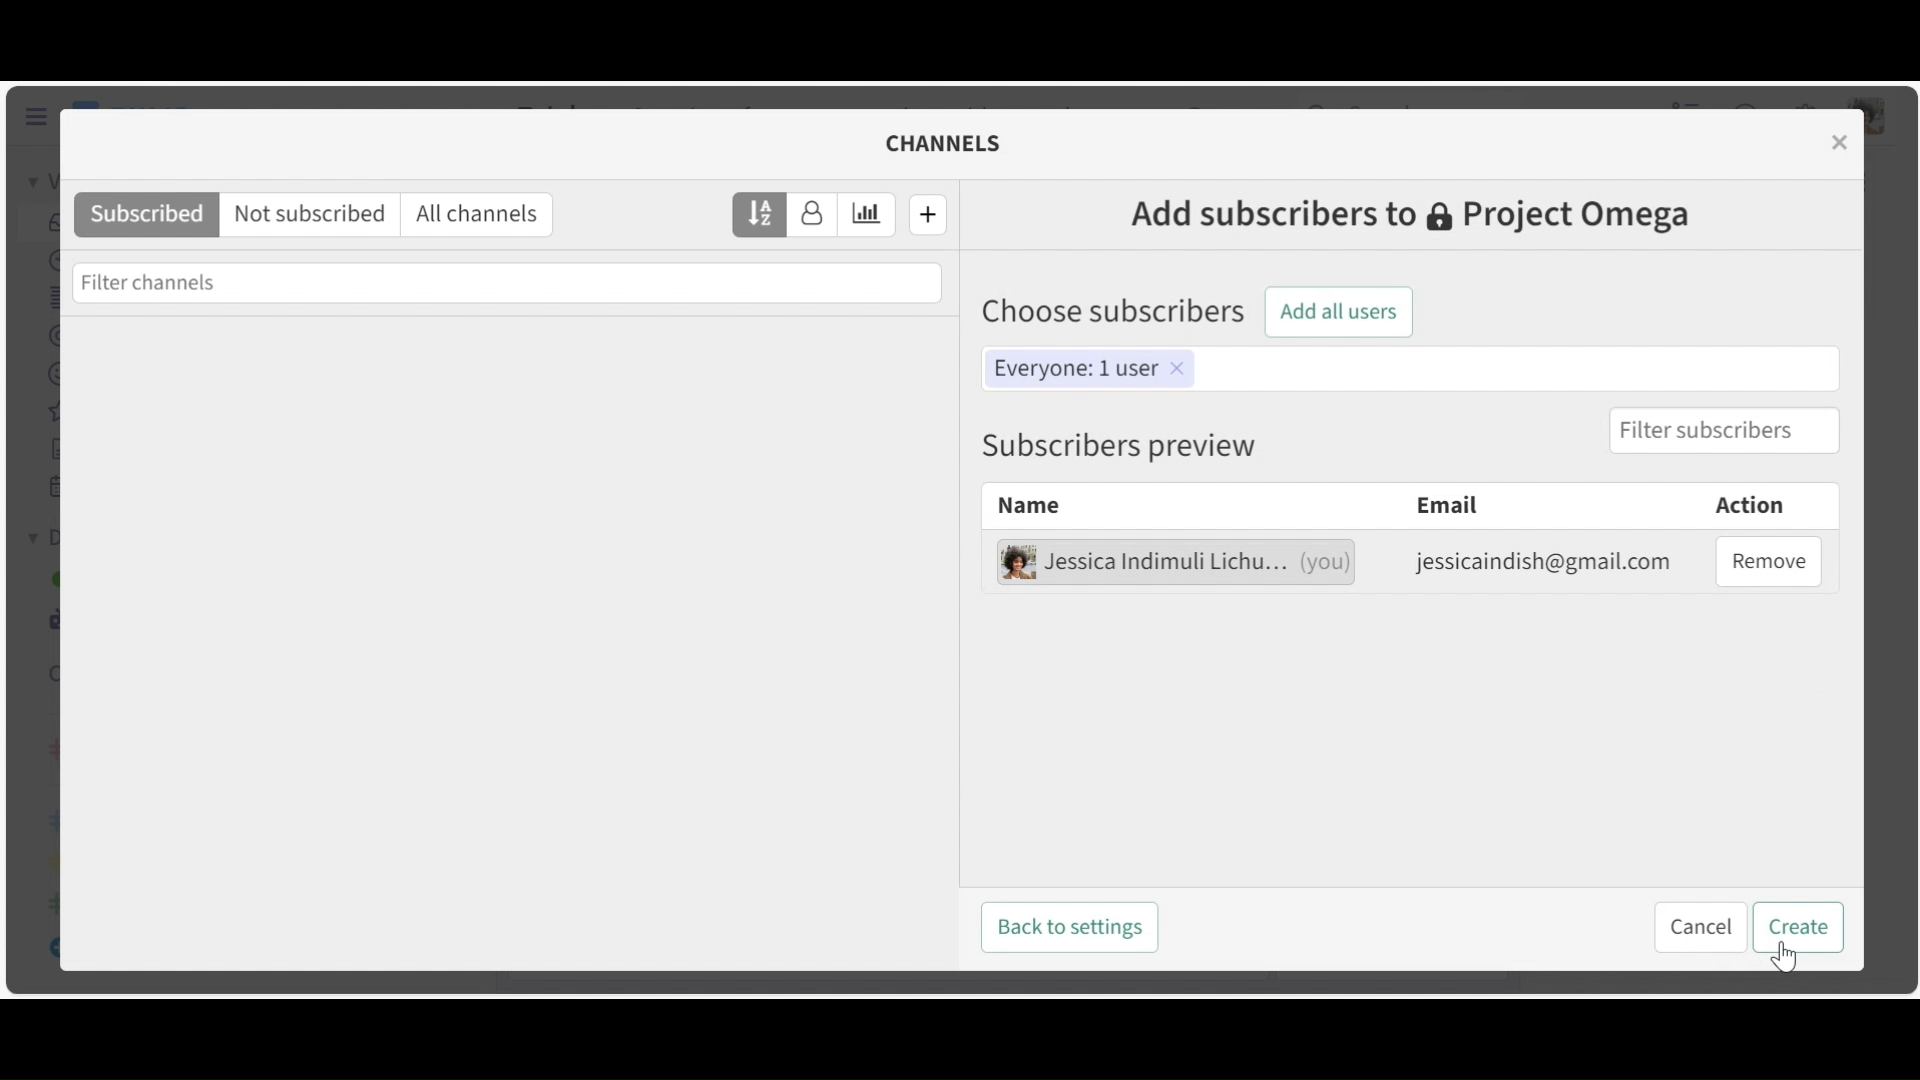 CHANNELS
×
Subscribed Not subscribed All channels
Add subscribers to Project Omega
Filter channels
Choose subscribers Add all users
Everyone: 1 user ×
Subscribers preview Filter subscribers
Name Email Action
Jessica Indimuli Lichu... (you) jessicaindish@gmail.com Remove
Back to settings Cancel Create